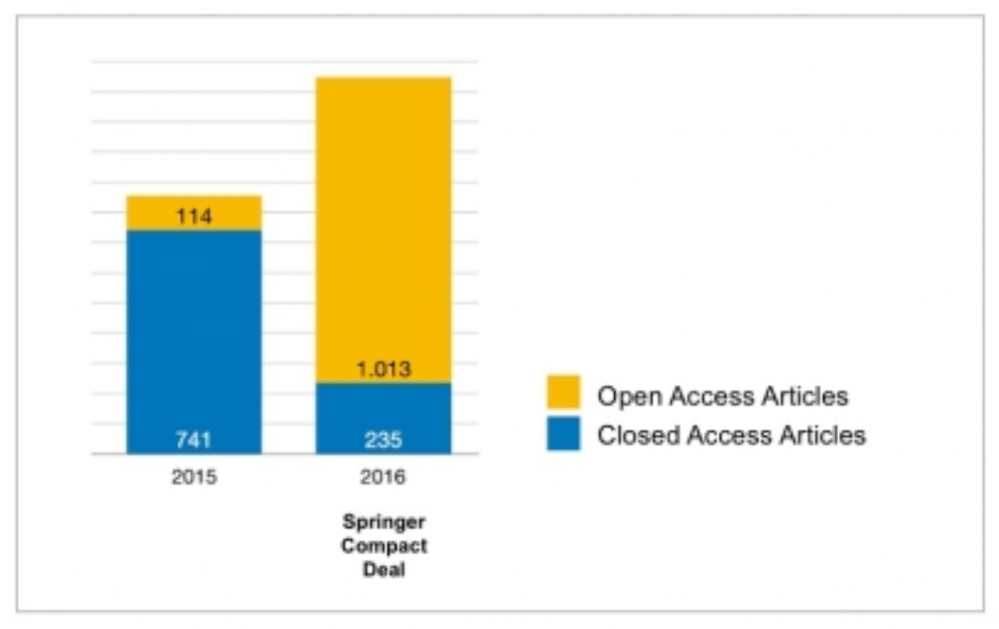 114
1.013
741
235
2015
2016
Springer
Compact
Deal
Open Access Articles
Closed Access Articles